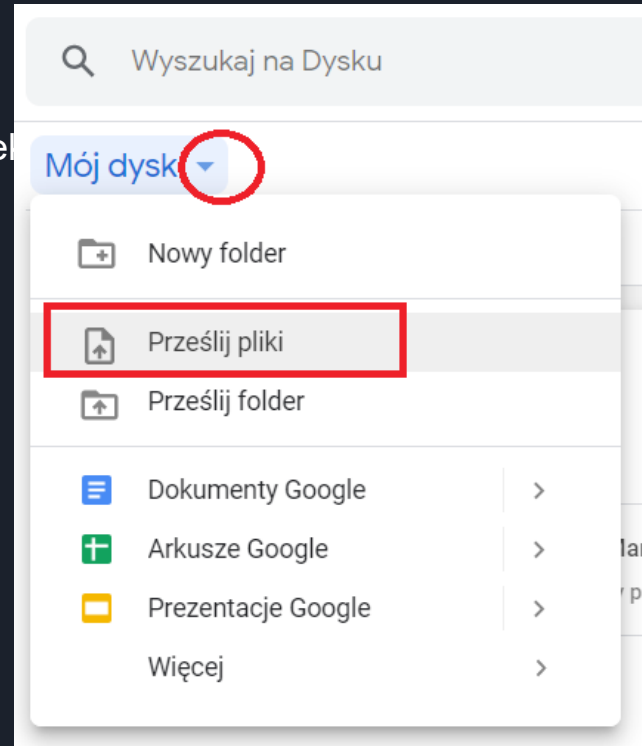 Wyszukaj na Dysku
Mój dysk
Nowy folder
Prześlij pliki
Prześlij folder
Dokumenty Google
Arkusze Google
Prezentacje Google
Więcej